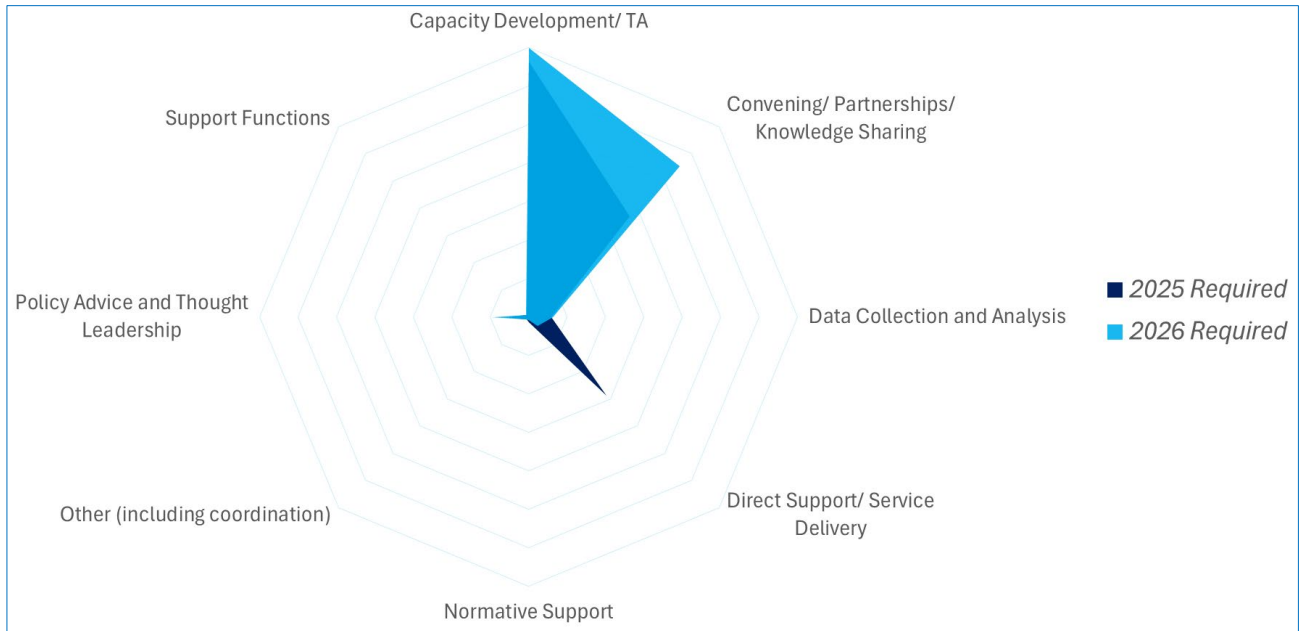 Capacity Development/ TA
Support Functions
Convening/ Partnerships/
Knowledge Sharing
Policy Advice and Thought
Leadership
Data Collection and Analysis
2025 Required
2026 Required
Other (including coordination)
Direct Support/ Service
Delivery
Normative Support